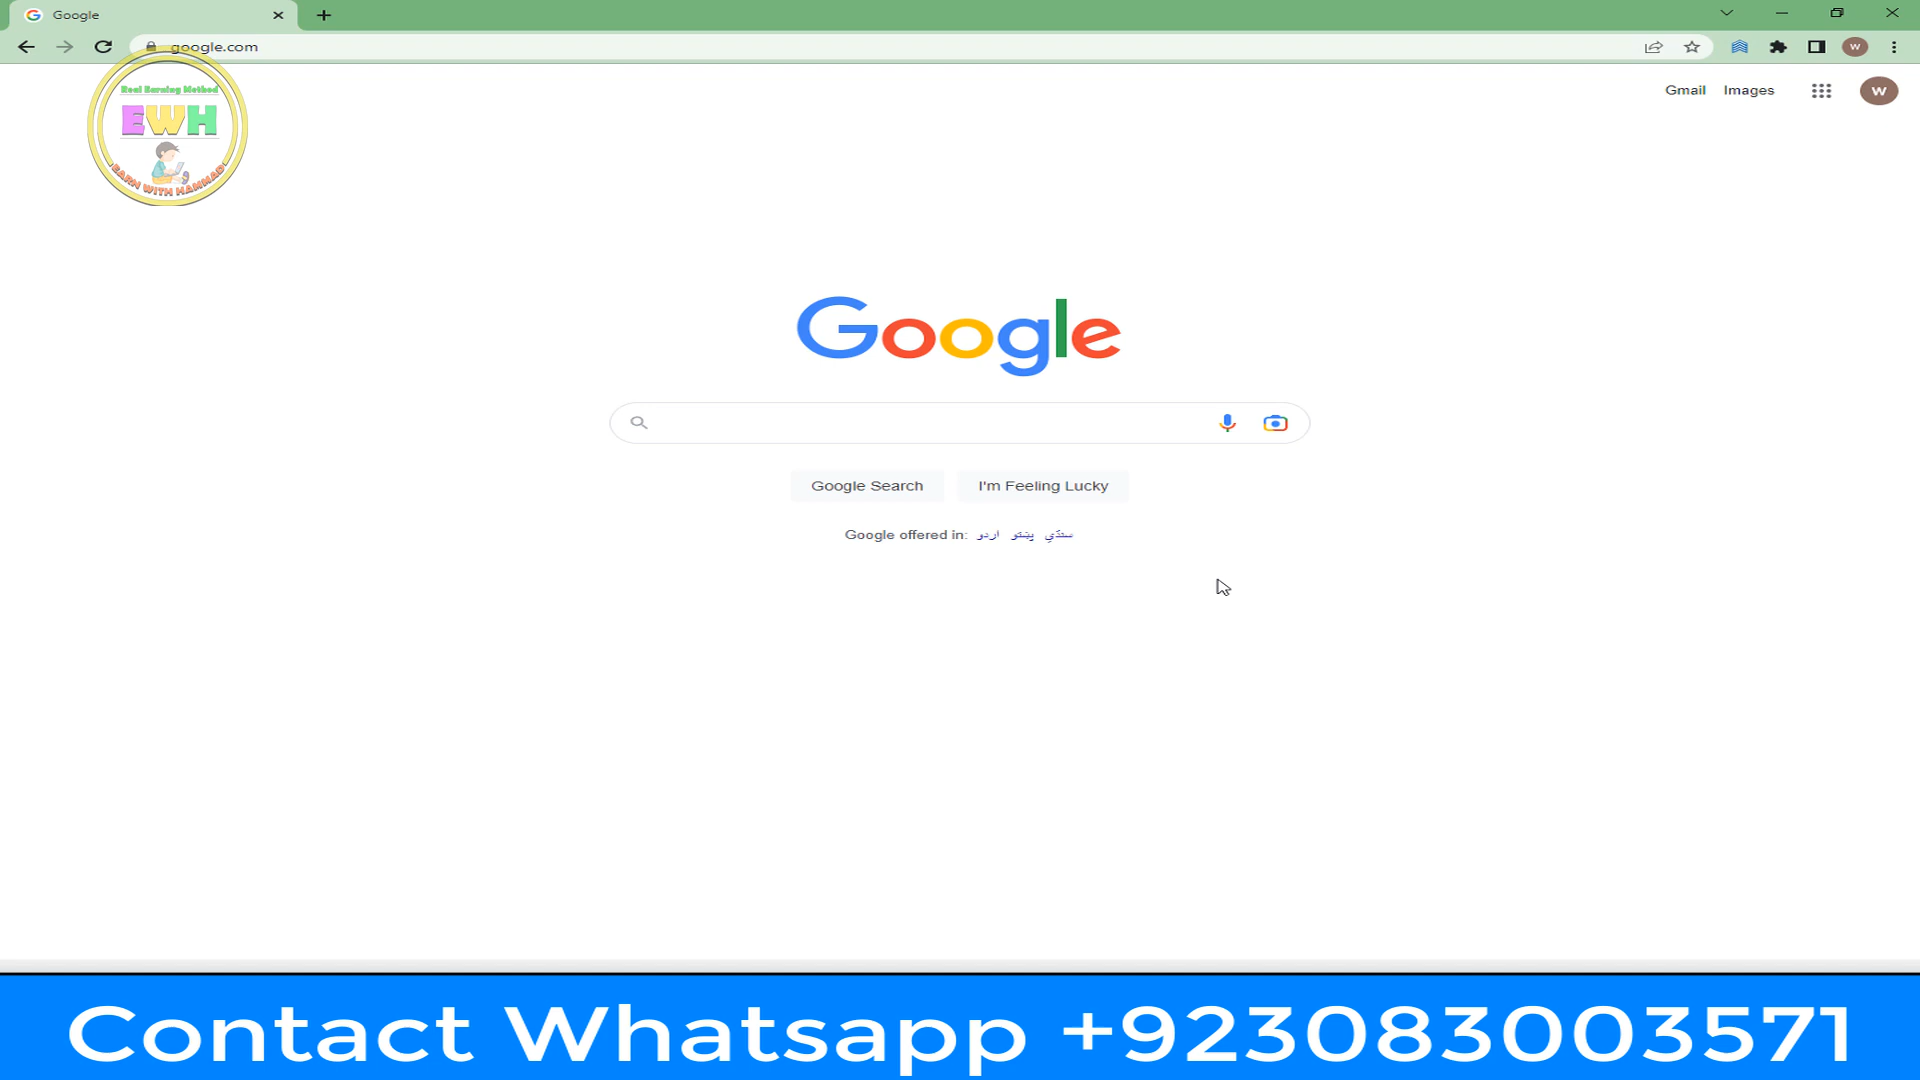 Google
google.com
W
Real Earning Method
EWH
EARN WITH HAMMAD
Gmail Images
W
Google
Google Search I'm Feeling Lucky
Google offered in: اردو پښتو سنڌي
Contact Whatsapp +923083003571